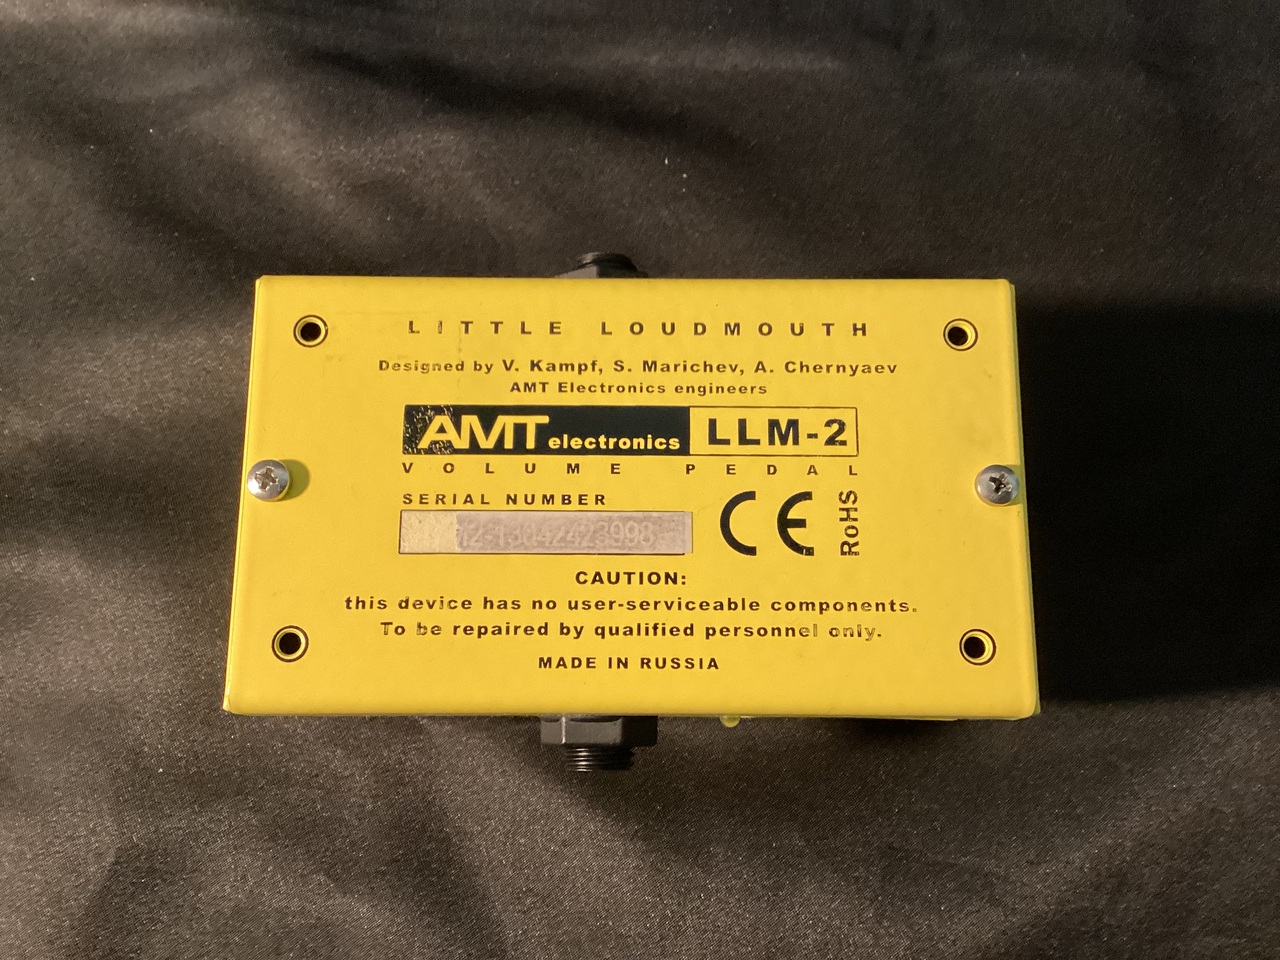 LITTLE LOUDMOUTH
Designed by V. Kampf, S. Marichev, A. Chernyaev
AMT Electronics engineers
AMT electronics LLM-2
VOLUME PEDAL
SERIAL NUMBER
CE RoHS
CAUTION:
this device has no user-serviceable components.
To be repaired by qualified personnel only.
MADE IN RUSSIA